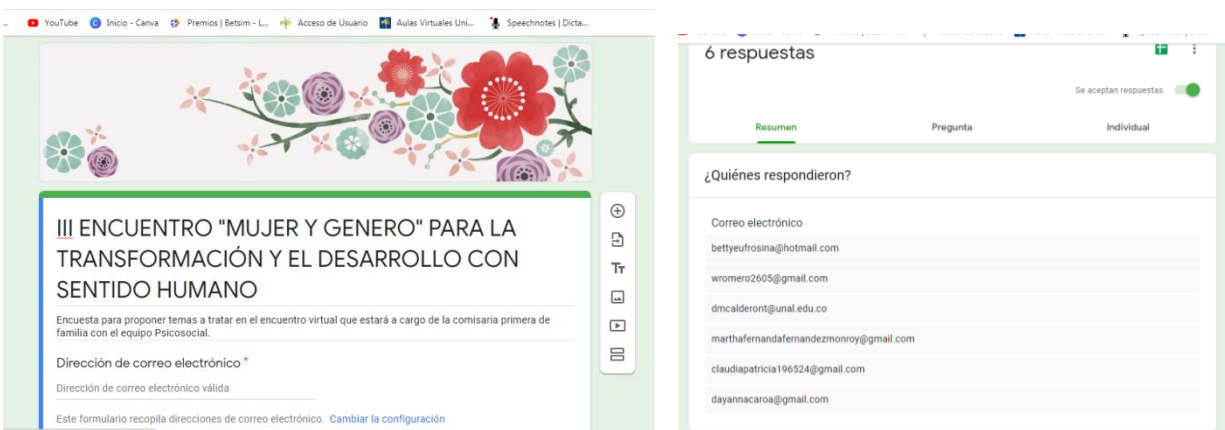 YouTube Inicio - Canva Premios | Betsim - L... Acceso de Usuario Aulas Virtuales Uni... Speechnotes | Dicta...
III ENCUENTRO "MUJER Y GENERO" PARA LA
TRANSFORMACIÓN Y EL DESARROLLO CON
SENTIDO HUMANO
Encuesta para proponer temas a tratar en el encuentro virtual que estará a cargo de la comisaria primera de
familia con el equipo Psicosocial.
Dirección de correo electrónico *
Dirección de correo electrónico válida
Este formulario recopila direcciones de correo electrónico. Cambiar la configuración
Tт
6 respuestas
Se aceptan respuestas
Resumen Pregunta Individual
¿Quiénes respondieron?
Correo electrónico
bettyeufrosina@hotmail.com
wromero2605@gmail.com
dmcalderont@unal.edu.co
marthafernandafernandezmonroy@gmail.com
claudiapatricia196524@gmail.com
dayannacaroa@gmail.com